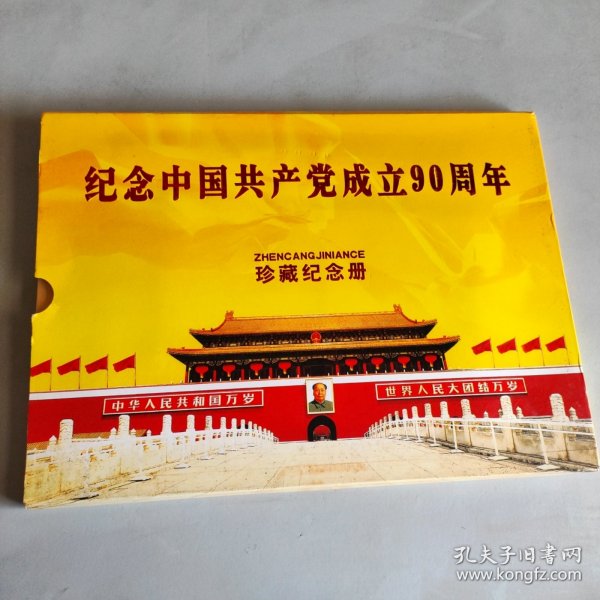 纪念中国共产党成立90周年
ZHENCANGJINIANCE
珍藏纪念册
中华人民共和国万岁
世界人民大团结万岁
孔夫子旧书网
www.kongfz.com